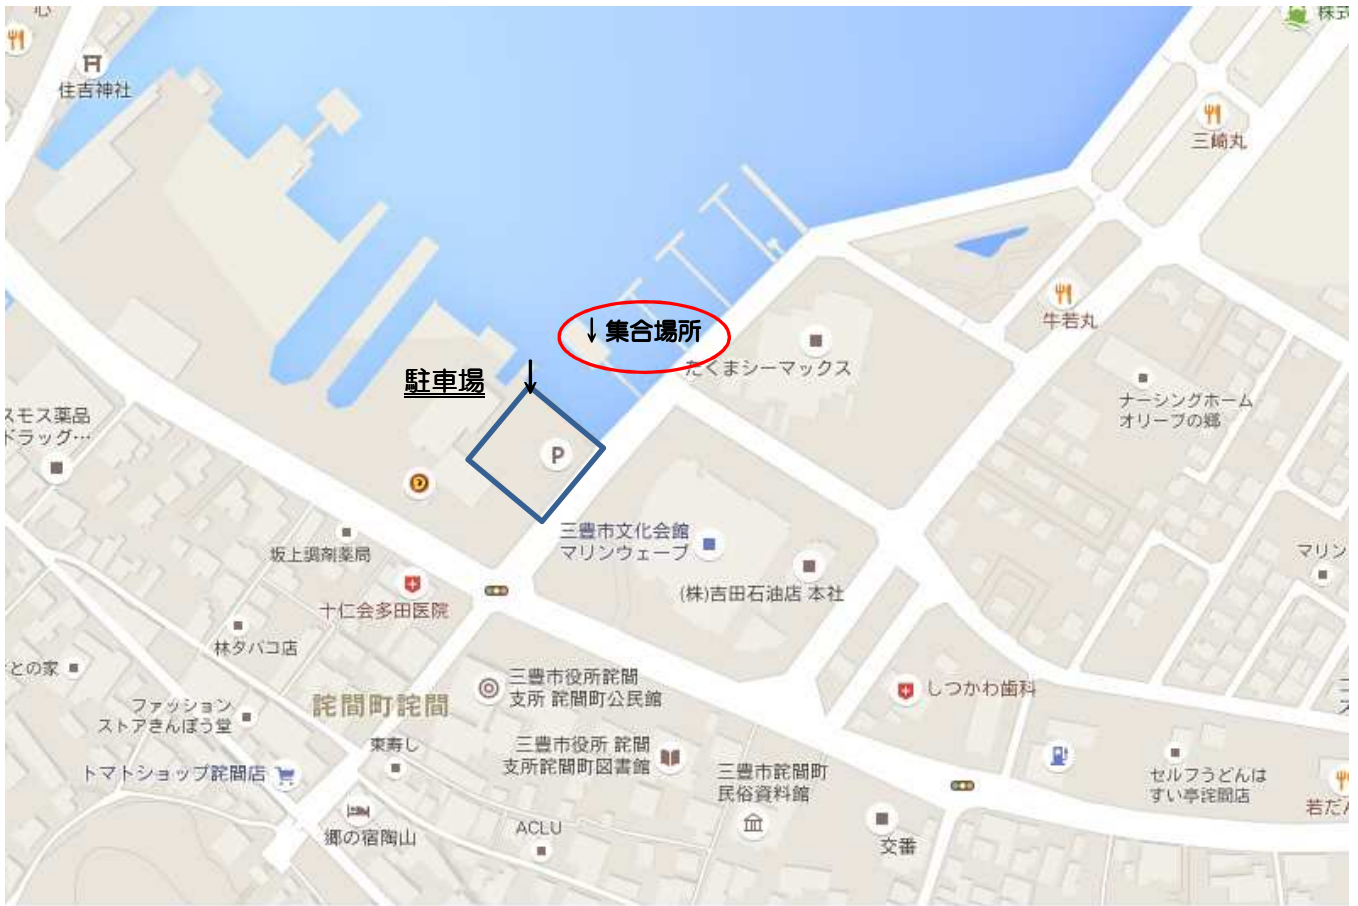 心
株式
住吉神社
三崎丸
牛若丸
↓集合場所
たくまシーマックス
駐車場
ナーシングホーム
オリーブの郷
スモス薬品
ドラッグ…
P
三豊市文化会館
マリンウェーブ
坂上調剤薬局
マリン
(株)吉田石油店 本社
十仁会多田医院
林タバコ店
との家
三豊市役所詫間
支所 詫間町公民館
しつかわ歯科
ファッション
ストアきんぽう堂
詫間町詫間
東寿し
三豊市役所 詫間
支所詫間町図書館
トマトショップ詫間店
三豊市詫間町
民俗資料館
セルフうどんは
すい亭詫間店
若だん
郷の宿陶山
ACLU
交番